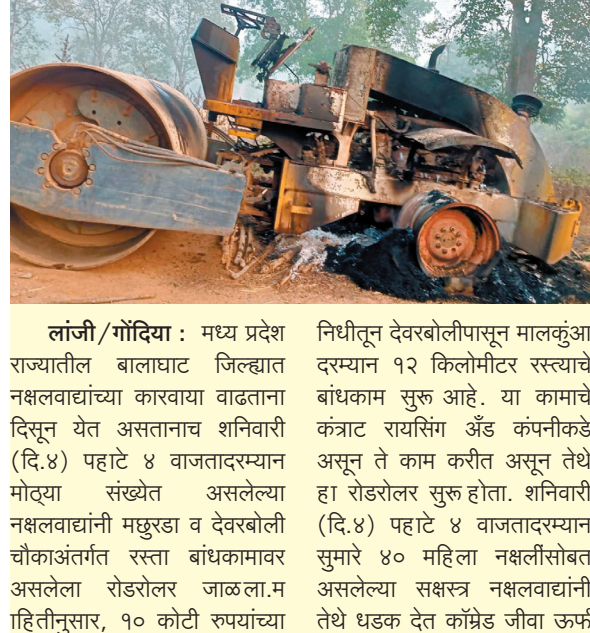 लांजी/गोंदिया : मध्य प्रदेश
राज्यातील बालाघाट जिल्ह्यात
नक्षलवाद्यांच्या कारवाया वाढताना
दिसून येत असतानाच शनिवारी
(दि.४) पहाटे ४ वाजतादरम्यान
मोठ्या संख्येत असलेल्या
नक्षलवाद्यांनी मछुरडा व देवरबोली
चौकाअंतर्गत रस्ता बांधकामावर
असलेला रोडरोलर जाळला.म
ाहितीनुसार, १० कोटी रुपयांच्या
निधीतून देवरबोलीपासून मालकुंआ
दरम्यान १२ किलोमीटर रस्त्याचे
बांधकाम सुरू आहे. या कामाचे
कंत्राट रायसिंग अँड कंपनीकडे
असून ते काम करीत असून तेथे
हा रोडरोलर सुरू होता. शनिवारी
(दि.४) पहाटे ४ वाजतादरम्यान
सुमारे ४० महिला नक्षलींसोबत
असलेल्या सक्षस्त्र नक्षलवाद्यांनी
तेथे धडक देत कॉम्रेड जीवा ऊर्फ